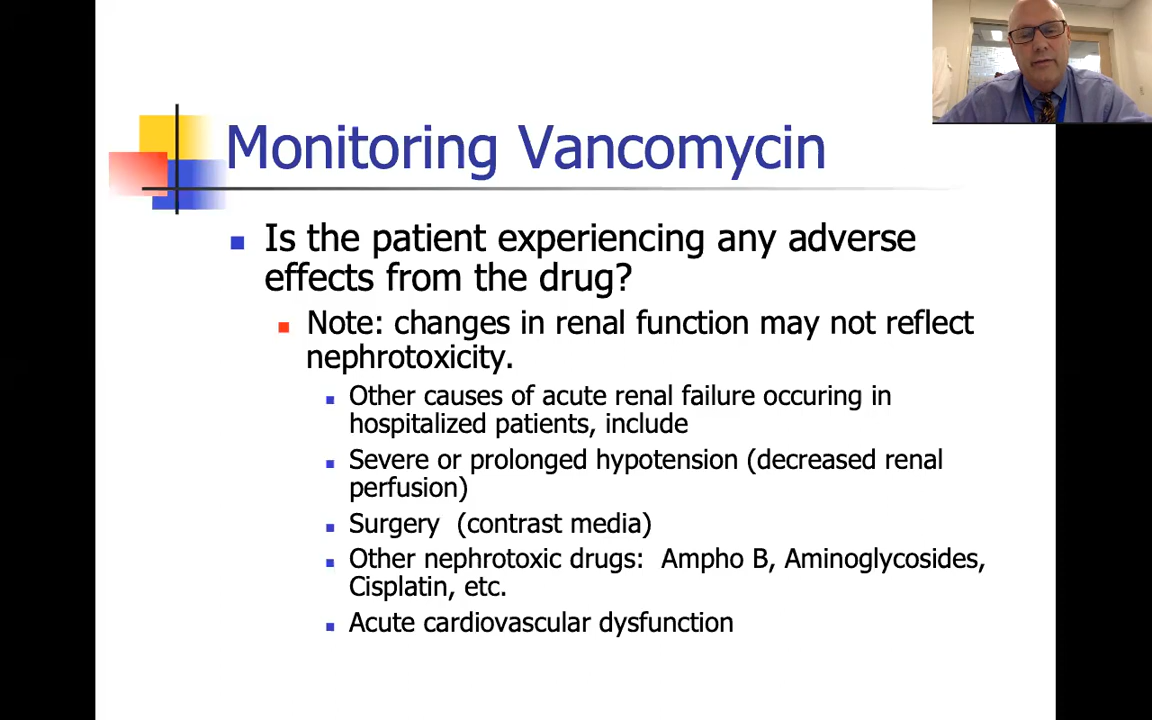 Monitoring Vancomycin
Is the patient experiencing any adverse
effects from the drug?
Note: changes in renal function may not reflect
nephrotoxicity.
Other causes of acute renal failure occuring in
hospitalized patients, include
Severe or prolonged hypotension (decreased renal
perfusion)
Surgery  (contrast media)
Other nephrotoxic drugs:  Ampho B, Aminoglycosides,
Cisplatin, etc.
Acute cardiovascular dysfunction